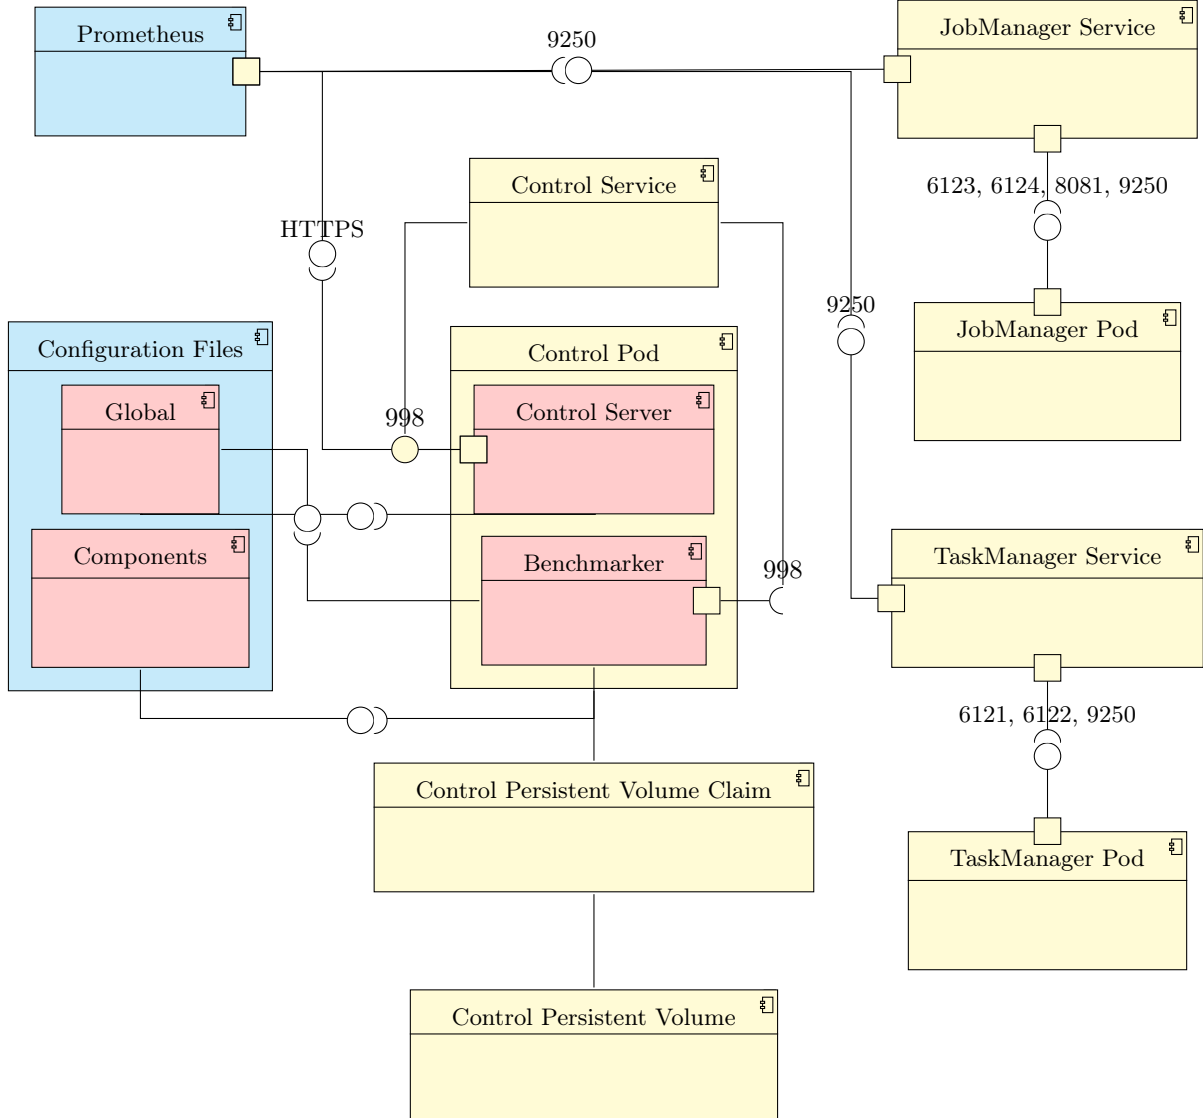 Prometheus
9250
JobManager Service
Control Service
6123, 6124, 8081, 9250
HTTPS
9250
Configuration Files
Control Pod
JobManager Pod
Global
998
Control Server
Components
Benchmarker
998
TaskManager Service
6121, 6122, 9250
Control Persistent Volume Claim
TaskManager Pod
Control Persistent Volume